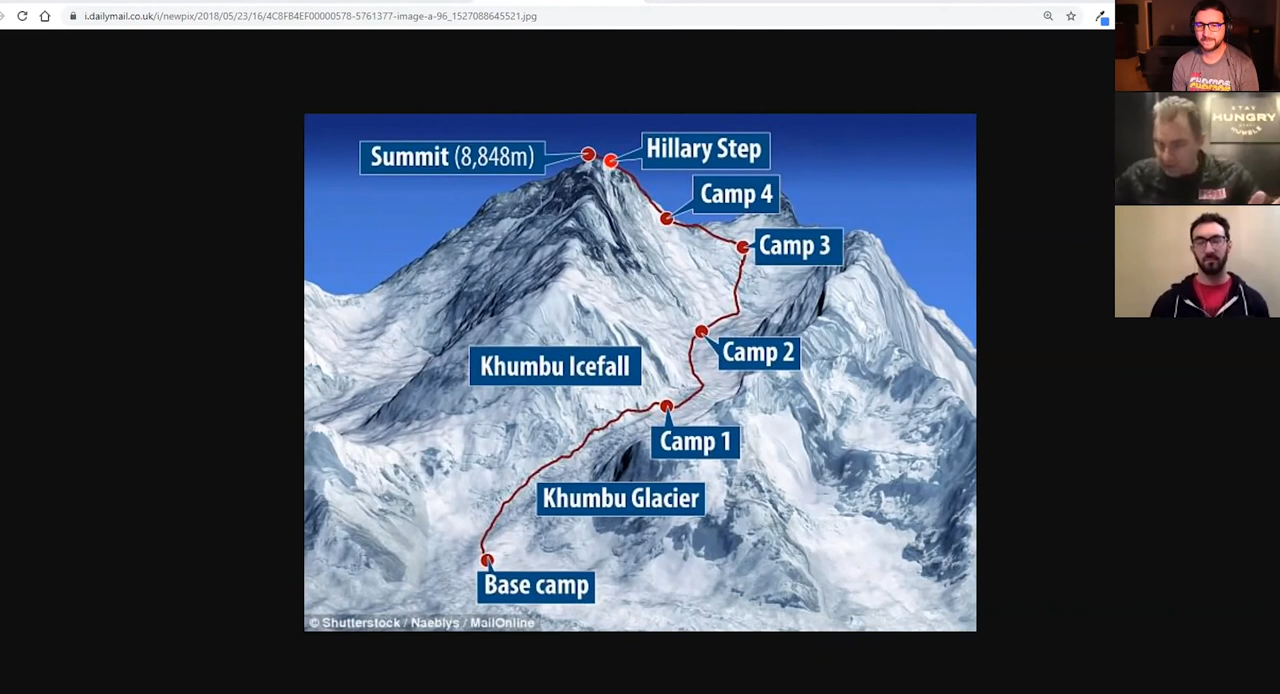 i.dailymail.co.uk/i/newpix/2018/05/23/16/4C8FB4EF00000578-5761377-image-a-96_1527088645521.jpg
Summit (8,848m)
Hillary Step
Camp 4
Camp 3
Camp 2
Khumbu Icefall
Camp 1
Khumbu Glacier
Base camp
© Shutterstock / Naeblys / MailOnline
STAY
HUNGRY
HUMBLE